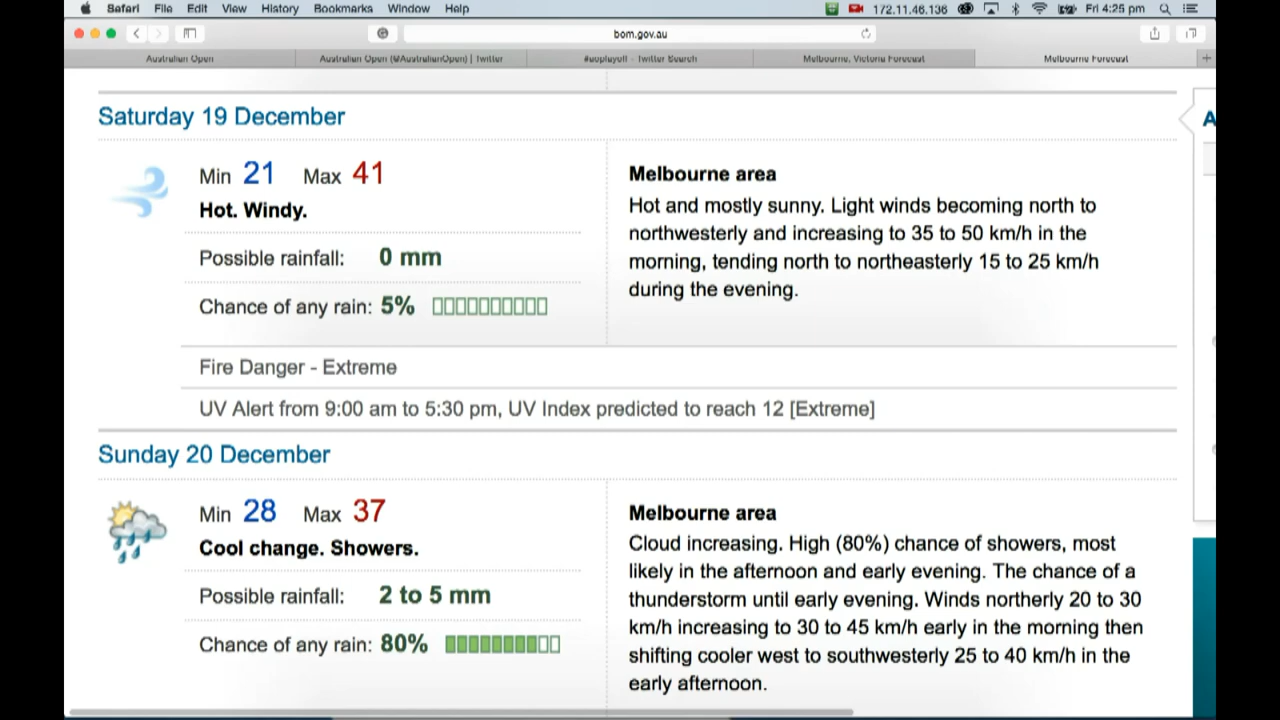 Safari File Edit View History Bookmarks Window Help 172.11.46.136 Fri 4:25 pm
bom.gov.au
Australian Open Australian Open (@AustralianOpen) | Twitter #aoplayoff - Twitter Search Melbourne, Victoria Forecast Melbourne Forecast
Saturday 19 December
Min 21 Max 41
Hot. Windy.
Possible rainfall: 0 mm
Chance of any rain: 5%
Melbourne area
Hot and mostly sunny. Light winds becoming north to
northwesterly and increasing to 35 to 50 km/h in the
morning, tending north to northeasterly 15 to 25 km/h
during the evening.
A
Fire Danger - Extreme
UV Alert from 9:00 am to 5:30 pm, UV Index predicted to reach 12 [Extreme]
Sunday 20 December
Min 28 Max 37
Cool change. Showers.
Possible rainfall: 2 to 5 mm
Chance of any rain: 80%
Melbourne area
Cloud increasing. High (80%) chance of showers, most
likely in the afternoon and early evening. The chance of a
thunderstorm until early evening. Winds northerly 20 to 30
km/h increasing to 30 to 45 km/h early in the morning then
shifting cooler west to southwesterly 25 to 40 km/h in the
early afternoon.